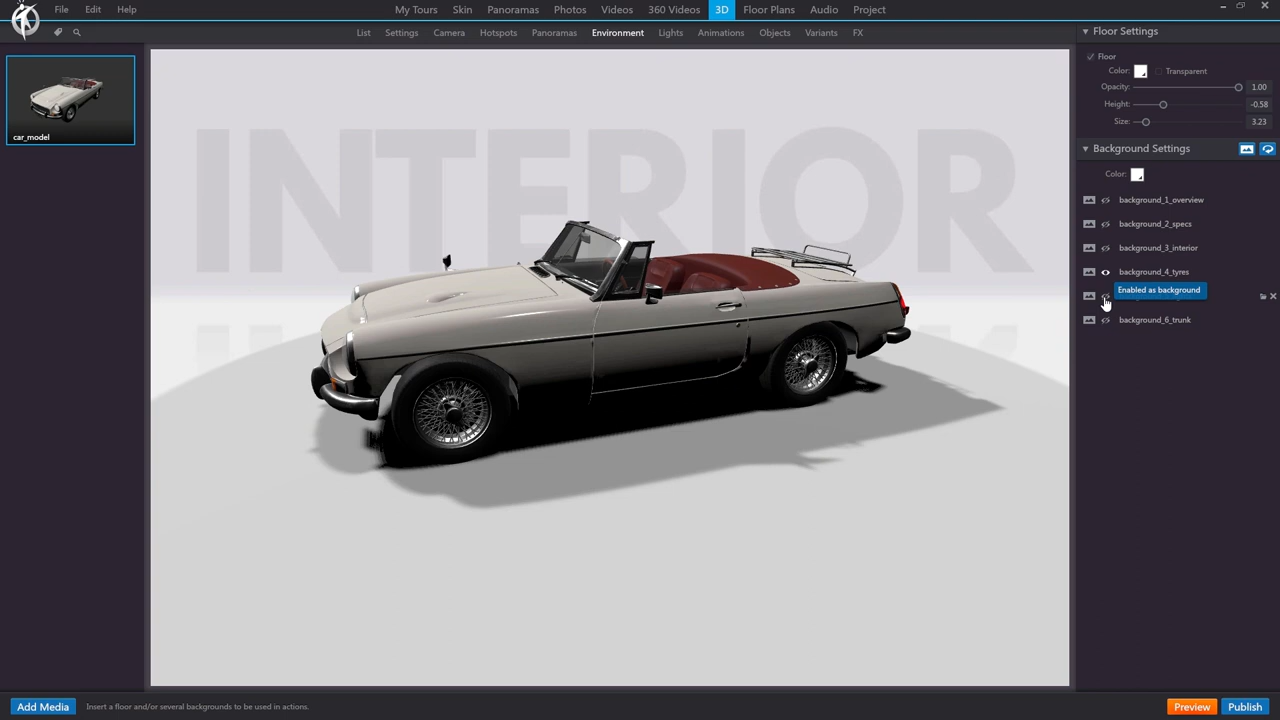 File Edit Help My Tours Skin Panoramas Photos Videos 360 Videos 3D Floor Plans Audio Project
List Settings Camera Hotspots Panoramas Environment Lights Animations Objects Variants FX
car_model
INTERIOR
Floor Settings
Floor
Color: Transparent
Opacity: 1.00
Height: -0.58
Size: 3.23
Background Settings
Color:
background_1_overview
background_2_specs
background_3_interior
background_4_tyres
Enabled as background
background_6_trunk
Add Media Insert a floor and/or several backgrounds to be used in actions. Preview Publish